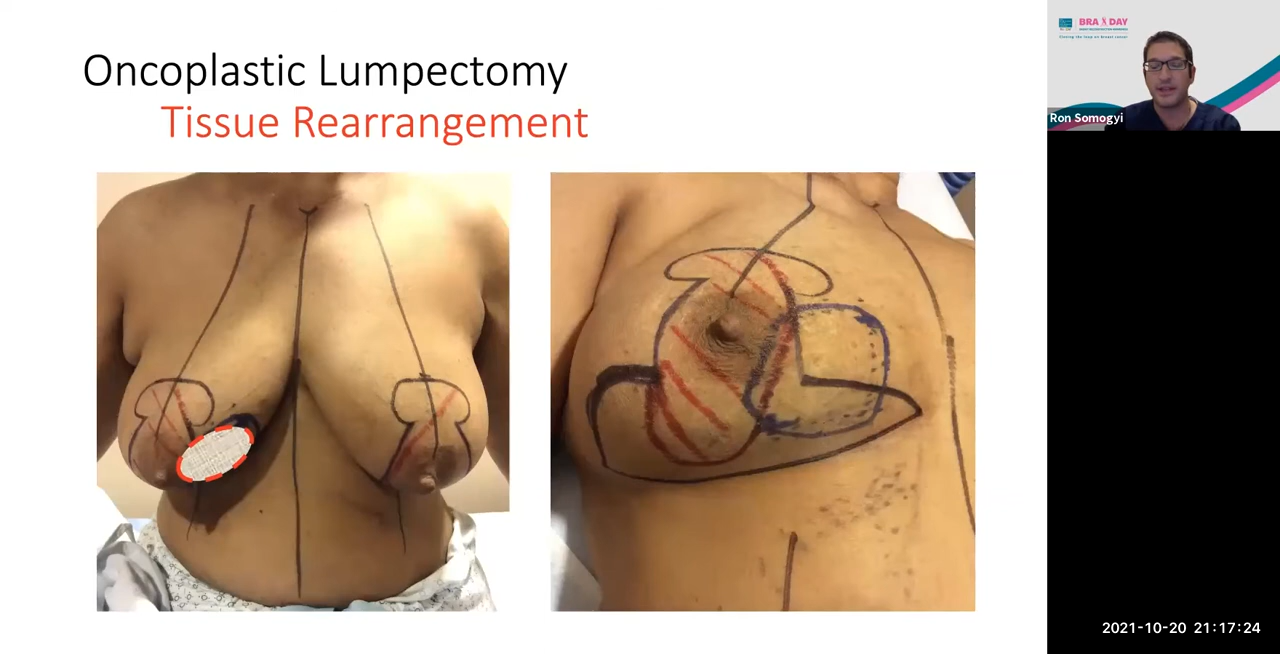 Oncoplastic Lumpectomy
Tissue Rearrangement
BRA DAY
Ron Somogyi
2021-10-20 21:17:24